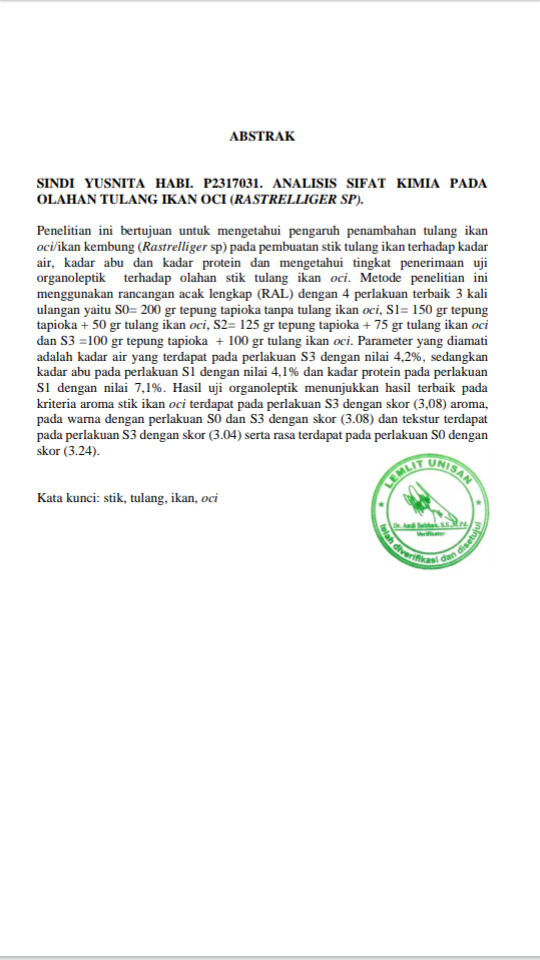 ABSTRAK
SINDI YUSNITA HABI. P2317031. ANALISIS SIFAT KIMIA PADA
OLAHAN TULANG IKAN OCI (RASTRELLIGER SP).
Penelitian ini bertujuan untuk mengetahui pengaruh penambahan tulang ikan
oci/ikan kembung (Rastrelliger sp) pada pembuatan stik tulang ikan terhadap kadar
air, kadar abu dan kadar protein dan mengetahui tingkat penerimaan uji
organoleptik terhadap olahan stik tulang ikan oci. Metode penelitian ini
menggunakan rancangan acak lengkap (RAL) dengan 4 perlakuan terbaik 3 kali
ulangan yaitu S0= 200 gr tepung tapioka tanpa tulang ikan oci, S1= 150 gr tepung
tapioka + 50 gr tulang ikan oci, S2= 125 gr tepung tapioka + 75 gr tulang ikan oci
dan S3 =100 gr tepung tapioka + 100 gr tulang ikan oci. Parameter yang diamati
adalah kadar air yang terdapat pada perlakuan S3 dengan nilai 4,2%, sedangkan
kadar abu pada perlakuan S1 dengan nilai 4,1% dan kadar protein pada perlakuan
S1 dengan nilai 7,1%. Hasil uji organoleptik menunjukkan hasil terbaik pada
kriteria aroma stik ikan oci terdapat pada perlakuan S3 dengan skor (3,08) aroma,
pada warna dengan perlakuan S0 dan S3 dengan skor (3.08) dan tekstur terdapat
pada perlakuan S3 dengan skor (3.04) serta rasa terdapat pada perlakuan S0 dengan
skor (3.24).
Kata kunci: stik, tulang, ikan, oci
LEMLIT UNISAN
Dr. Andi Subhan, S.S., M.Pd.
Verifikator
telah diverifikasi dan disetujui